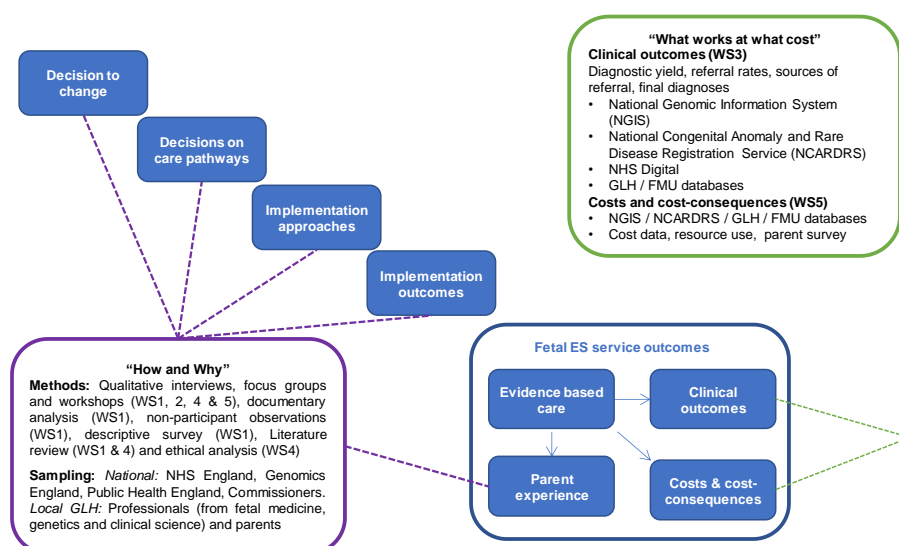 Decision to
change
Decisions on
care pathways
Implementation
approaches
Implementation
outcomes
“What works at what cost”
Clinical outcomes (WS3)
Diagnostic yield, referral rates, sources of
referral, final diagnoses
• National Genomic Information System
(NGIS)
• National Congenital Anomaly and Rare
Disease Registration Service (NCARDRS)
• NHS Digital
• GLH / FMU databases
Costs and cost-consequences (WS5)
• NGIS / NCARDRS / GLH / FMU databases
• Cost data, resource use, parent survey
“How and Why”
Methods: Qualitative interviews, focus groups
and workshops (WS1, 2, 4 & 5), documentary
analysis (WS1), non-participant observations
(WS1), descriptive survey (WS1), Literature
review (WS1 & 4) and ethical analysis (WS4)
Sampling: National: NHS England, Genomics
England, Public Health England, Commissioners.
Local GLH: Professionals (from fetal medicine,
genetics and clinical science) and parents
Fetal ES service outcomes
Evidence based
care
Clinical
outcomes
Parent
experience
Costs & cost-
consequences